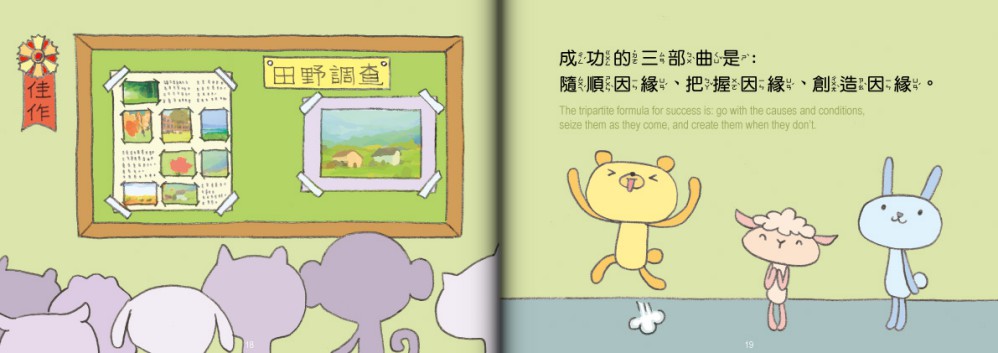 佳作
田野調查
18
成功的三部曲是：
隨順因緣、把握因緣、創造因緣。
The tripartite formula for success is: go with the causes and conditions,
seize them as they come, and create them when they don't.
19